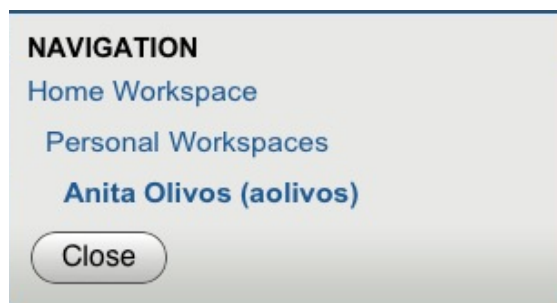 NAVIGATION
Home Workspace
Personal Workspaces
Anita Olivos (aolivos)
Close